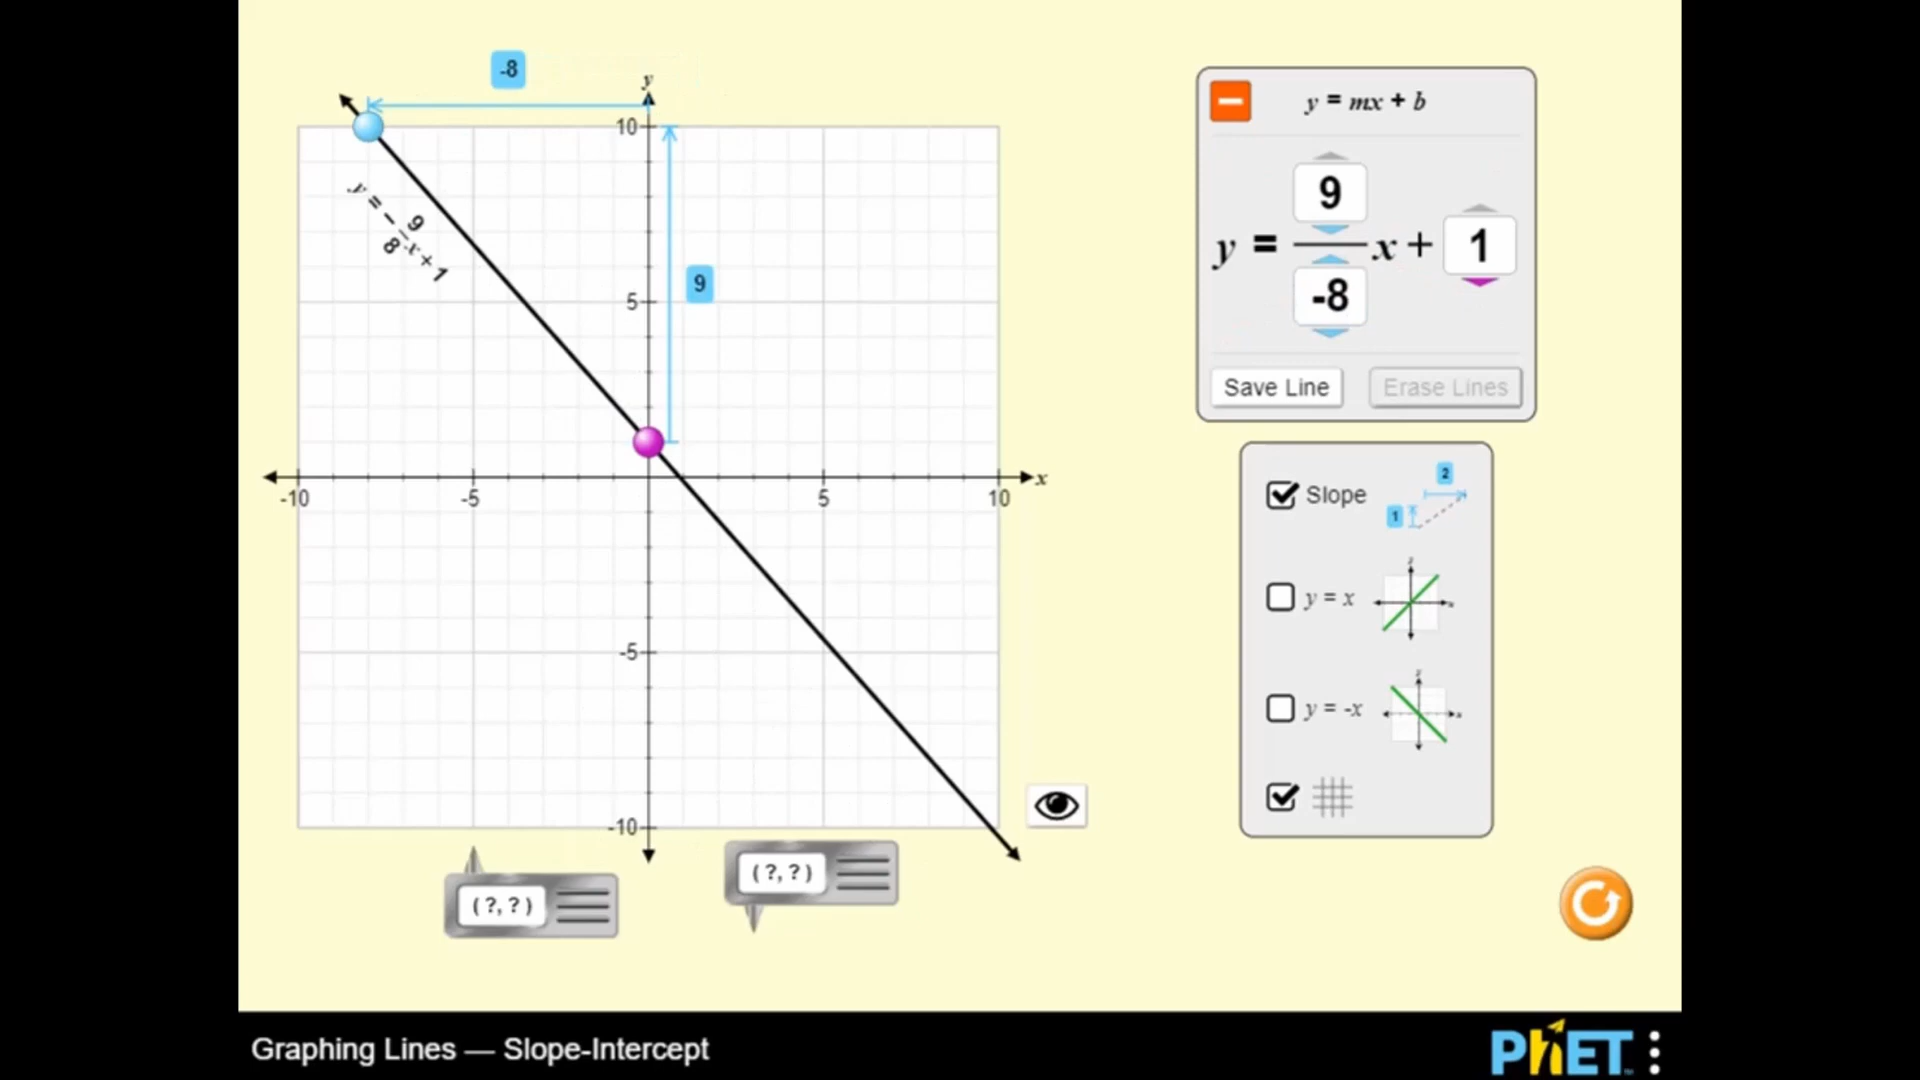 -8
y
10
9
5
-10
-5
5
10
x
-5
-10
y = - 9/8 x + 1
(?, ?)
(?, ?)
y = mx + b
y = 9/-8 x + 1
Save Line
Erase Lines
Slope
2
1
y = x
y = -x
Graphing Lines — Slope-Intercept
PhET